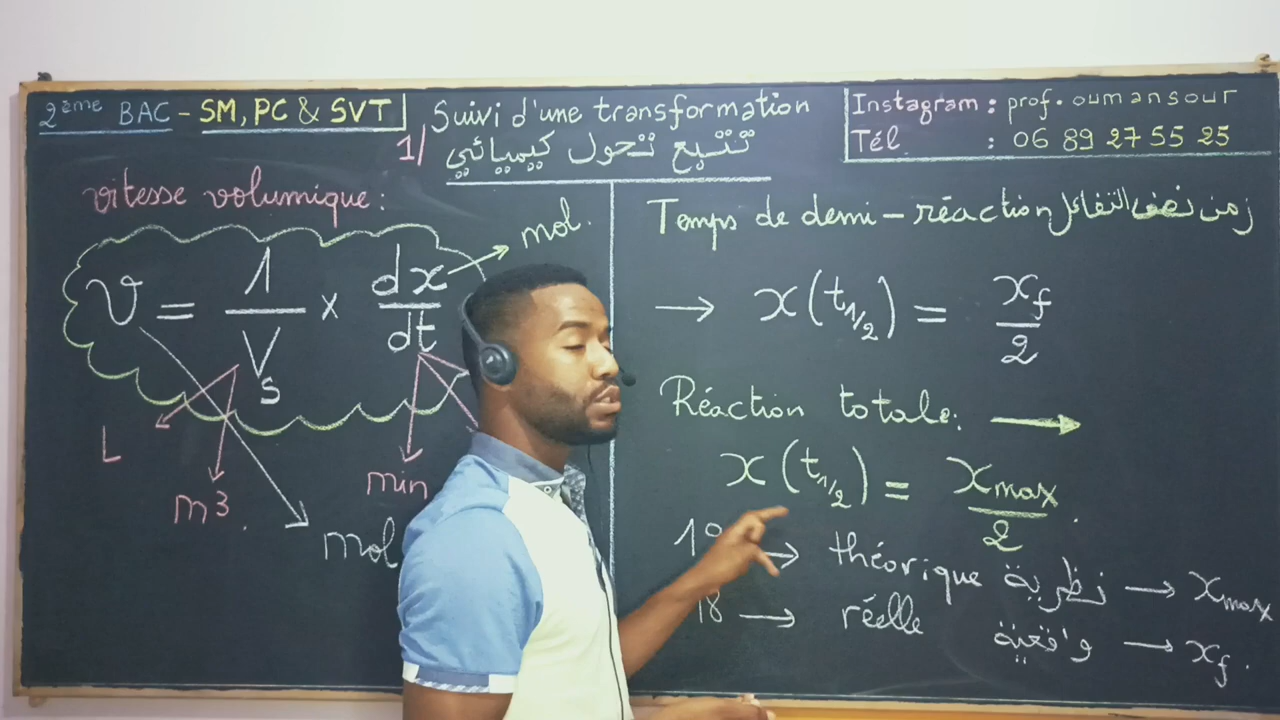 2ème BAC - SM, PC & SVT
Suivi d'une transformation
1/ تتبع تحول كيميائي
Instagram : prof.oumansour
Tél : 06 89 27 55 25
vitesse volumique :
v = 1/Vs x dx/dt
mol.
L
m3.
min
mol
Temps de demi-réaction زمن نصف التفاعل
→ x(t1/2) = xf/2
Réaction totale: →
x(t1/2) = xmax/2.
→ théorique نظرية → xmax
18 → réelle واقعية → xf.